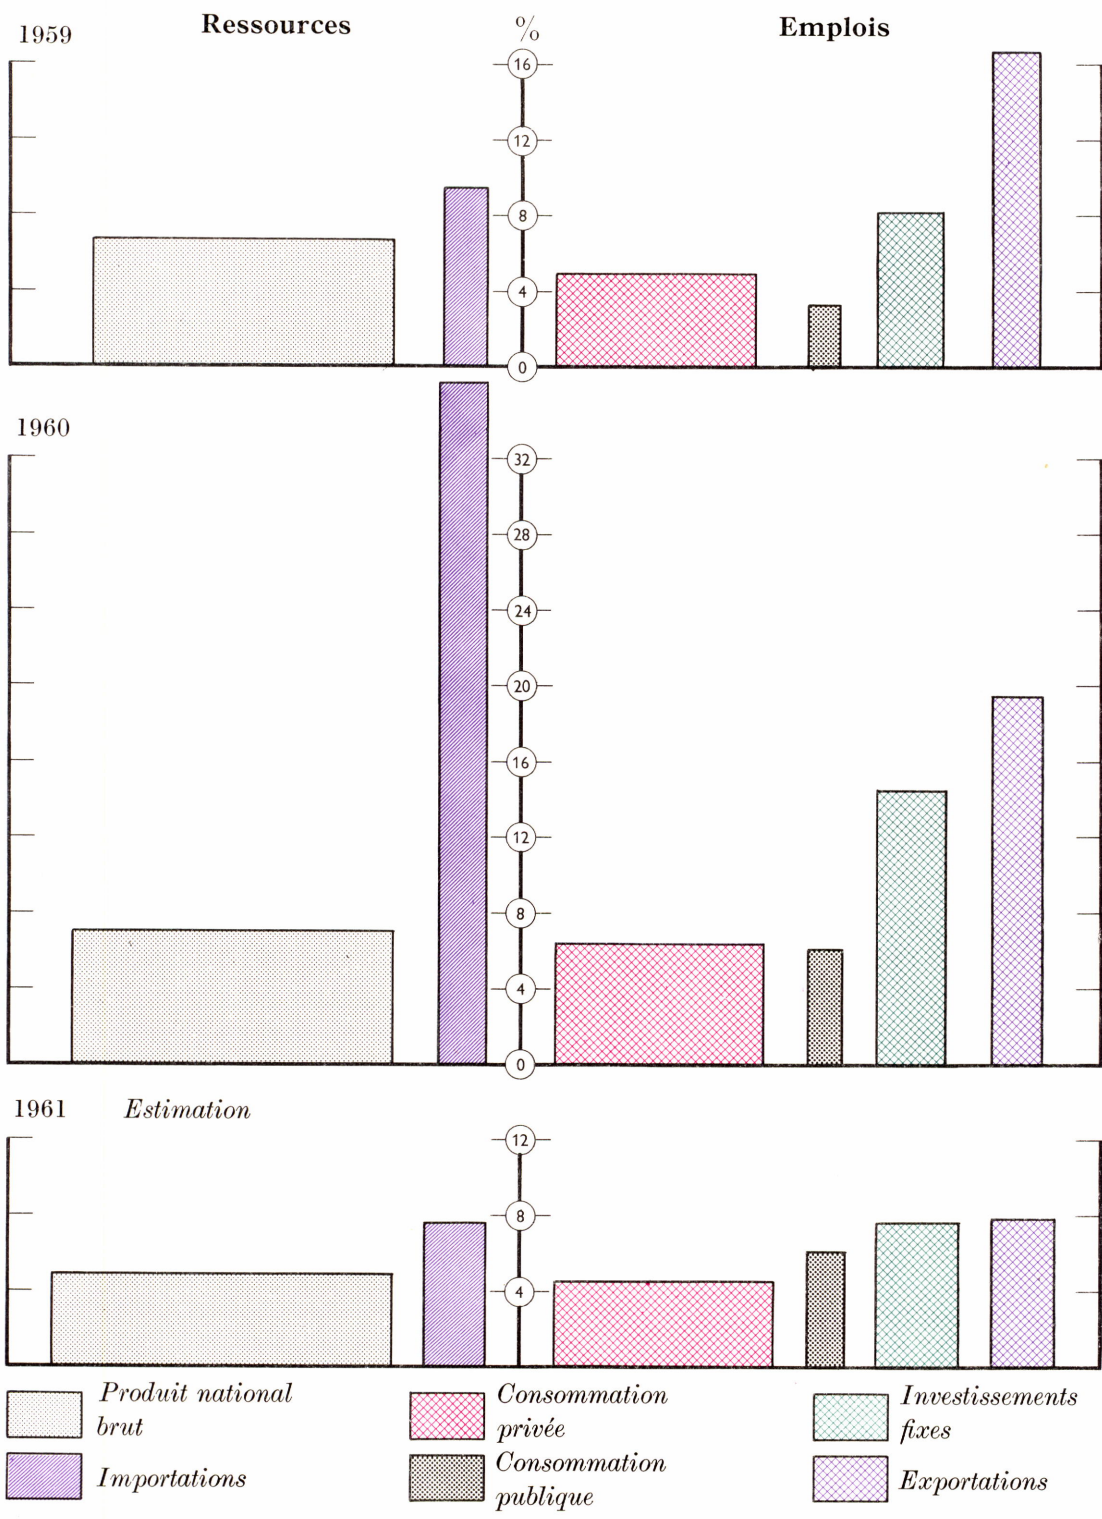 1959
Ressources
%
Emplois
16
12
8
4
0
1960
32
28
24
20
16
12
8
4
0
1961 Estimation
12
8
4
Produit national
brut
Importations
Consommation
privée
Consommation
publique
Investissements
fixes
Exportations